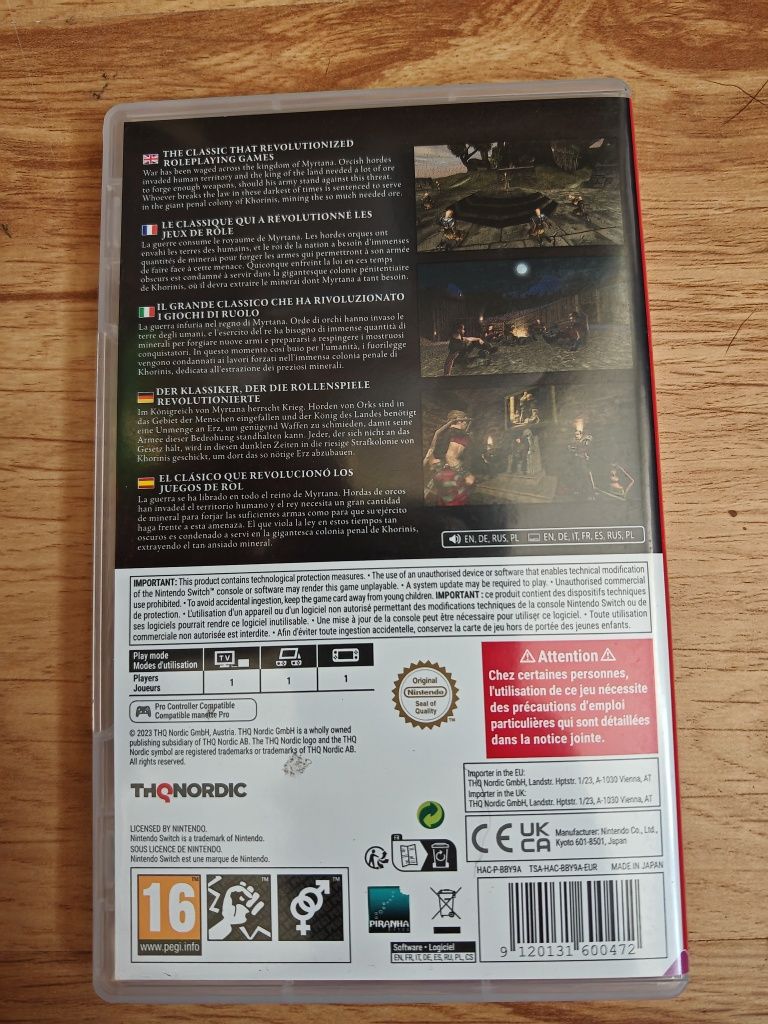 THE CLASSIC THAT REVOLUTIONIZED
ROLEPLAYING GAMES
War has been waged across the kingdom of Myrtana. Orcish hordes
invaded human territory and the king of the land needed a lot of ore
to forge enough weapons, should his army stand against this threat.
Whoever breaks the law in these darkest of times is sentenced to serve
in the giant penal colony of Khorinis, mining the so much needed ore.
LE CLASSIQUE QUI A RÉVOLUTIONNÉ LES
JEUX DE RÔLE
La guerre consume le royaume de Myrtana. Les hordes orques ont
envahi les terres des humains, et le roi de la nation a besoin d'immenses
quantités de minerai pour forger les armes qui permettront à son armée
de faire face à cette menace. Quiconque enfreint la loi en ces temps
obscurs est condamné à servir dans la gigantesque colonie pénitentiaire
de Khorinis, où il devra extraire le minerai dont Myrtana a tant besoin.
IL GRANDE CLASSICO CHE HA RIVOLUZIONATO
I GIOCHI DI RUOLO
La guerra infuria nel regno di Myrtana. Orde di orchi hanno invaso le
terre degli umani, e l'esercito del re ha bisogno di immense quantità di
minerali per forgiare nuove armi e prepararsi a respingere i mostruosi
conquistatori. In questo momento così buio per l'umanità, i fuorilegge
vengono condannati ai lavori forzati nell'immensa colonia penale di
Khorinis, dedicata all'estrazione dei preziosi minerali.
DER KLASSIKER, DER DIE ROLLENSPIELE
REVOLUTIONIERTE
Im Königreich von Myrtana herrscht Krieg. Horden von Orks sind in
das Gebiet der Menschen eingefallen und der König des Landes benötigt
eine Unmenge an Erz, um genügend Waffen zu schmieden, damit seine
Armee dieser Bedrohung standhalten kann. Jeder, der sich nicht an das
Gesetz hält, wird in diesen dunklen Zeiten in die riesige Strafkolonie von
Khorinis geschickt, um dort das so nötige Erz abzubauen.
EL CLÁSICO QUE REVOLUCIONÓ LOS
JUEGOS DE ROL
La guerra se ha librado en todo el reino de Myrtana. Hordas de orcos
han invadido el territorio humano y el rey necesita un gran cantidad
de mineral para forjar las suficientes armas como para que su ejército
haga frente a esta amenaza. El que viola la ley en estos tiempos tan
oscuros es condenado a servi en la gigantesca colonia penal de Khorinis,
extrayendo el tan ansiado mineral.
EN, DE, RUS, PL EN, DE, IT, FR, ES, RUS, PL
IMPORTANT: This product contains technological protection measures. • The use of an unauthorised device or software that enables technical modification
of the Nintendo Switch™ console or software may render this game unplayable. • A system update may be required to play. • Unauthorised commercial
use prohibited. • To avoid accidental ingestion, keep the game card away from young children. IMPORTANT : ce produit contient des dispositifs techniques
de protection. • L'utilisation d'un appareil ou d'un logiciel non autorisé permettant des modifications techniques de la console Nintendo Switch ou de
ses logiciels pourrait rendre ce logiciel inutilisable. • Une mise à jour de la console peut être nécessaire pour utiliser ce logiciel. • Toute utilisation
commerciale non autorisée est interdite. • Afin d'éviter toute ingestion accidentelle, conservez la carte de jeu hors de portée des jeunes enfants.
Play mode
Modes d'utilisation
TV
Players
Joueurs
1 1 1
Pro Controller Compatible
Compatible manette Pro
Original
Nintendo
Seal of
Quality
TM
Attention
Chez certaines personnes,
l'utilisation de ce jeu nécessite
des précautions d'emploi
particulières qui sont détaillées
dans la notice jointe.
© 2023 THQ Nordic GmbH, Austria. THQ Nordic GmbH is a wholly owned
publishing subsidiary of THQ Nordic AB. The THQ Nordic logo and the THQ
Nordic symbol are registered trademarks or trademarks of THQ Nordic AB.
All rights reserved.
THQNORDIC
Importer in the EU:
THQ Nordic GmbH, Landstr. Hptstr. 1/23, A-1030 Vienna, AT
Importer in the UK:
THQ Nordic GmbH, Landstr. Hptstr. 1/23, A-1030 Vienna, AT
LICENSED BY NINTENDO.
Nintendo Switch is a trademark of Nintendo.
SOUS LICENCE DE NINTENDO.
Nintendo Switch est une marque de Nintendo.
FR
CE UK CA
Manufacturer: Nintendo Co., Ltd.,
Kyoto 601-8501, Japan
HAC-P-BBY9A TSA-HAC-BBY9A-EUR MADE IN JAPAN
16
www.pegi.info
PIRANHA
Software • Logiciel
EN, FR, IT, DE, ES, RU, PL, CS
9 120131 600472